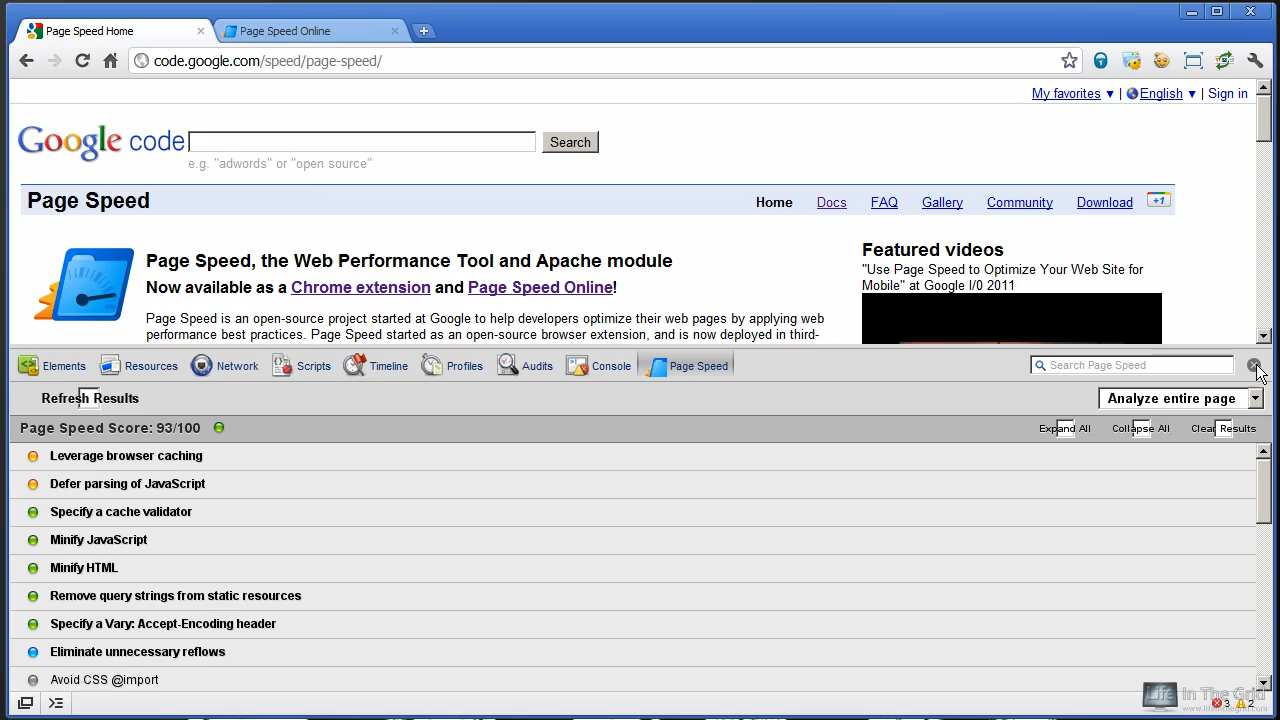 Page Speed Home
Page Speed Online
code.google.com/speed/page-speed/
My favorites ▼ | English ▼ | Sign in
Google code
Search
e.g. "adwords" or "open source"
Page Speed
Home Docs FAQ Gallery Community Download +1
Page Speed, the Web Performance Tool and Apache module
Now available as a Chrome extension and Page Speed Online!
Page Speed is an open-source project started at Google to help developers optimize their web pages by applying web
performance best practices. Page Speed started as an open-source browser extension, and is now deployed in third-
Featured videos
"Use Page Speed to Optimize Your Web Site for
Mobile" at Google I/0 2011
Elements Resources Network Scripts Timeline Profiles Audits Console Page Speed
Search Page Speed
Refresh Results
Analyze entire page
Page Speed Score: 93/100
Expand All Collapse All Clear Results
Leverage browser caching
Defer parsing of JavaScript
Specify a cache validator
Minify JavaScript
Minify HTML
Remove query strings from static resources
Specify a Vary: Accept-Encoding header
Eliminate unnecessary reflows
Avoid CSS @import
Life In The Grid
www.lifeinthegrid.com
3 2